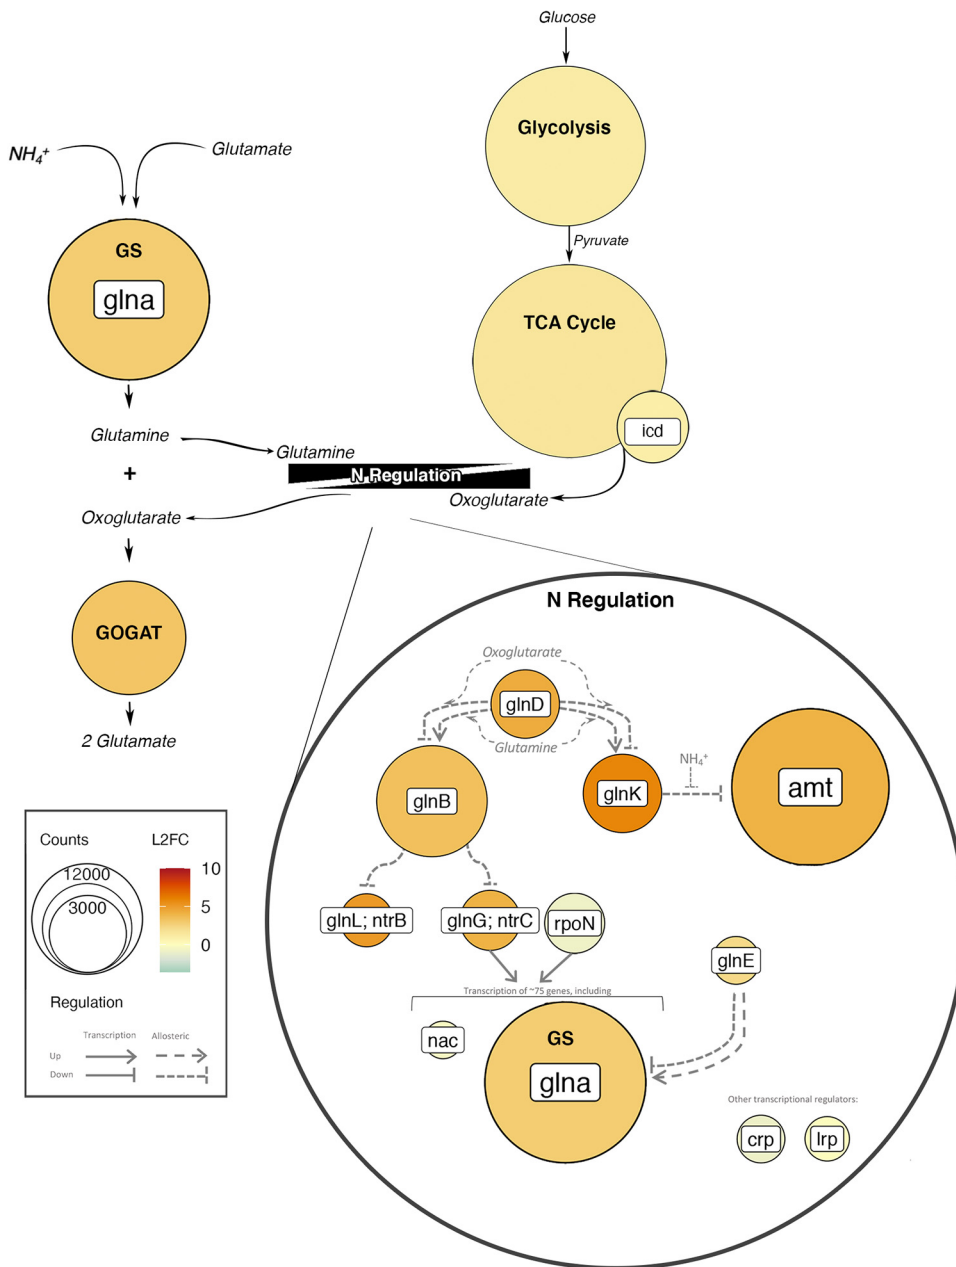 Glucose
Glycolysis
NH4+
Glutamate
Pyruvate
GS
glna
TCA Cycle
icd
Glutamine
Glutamine
+
N Regulation
Oxoglutarate
Oxoglutarate
GOGAT
2 Glutamate
N Regulation
Oxoglutarate
glnD
Glutamine
NH4+
glnB
glnK
amt
glnL; ntrB
glnG; ntrC
rpoN
glnE
Transcription of ~75 genes, including
nac
GS
glna
Other transcriptional regulators:
crp
lrp
Counts
L2FC
12000
3000
10
5
0
Regulation
Transcription
Allosteric
Up
Down